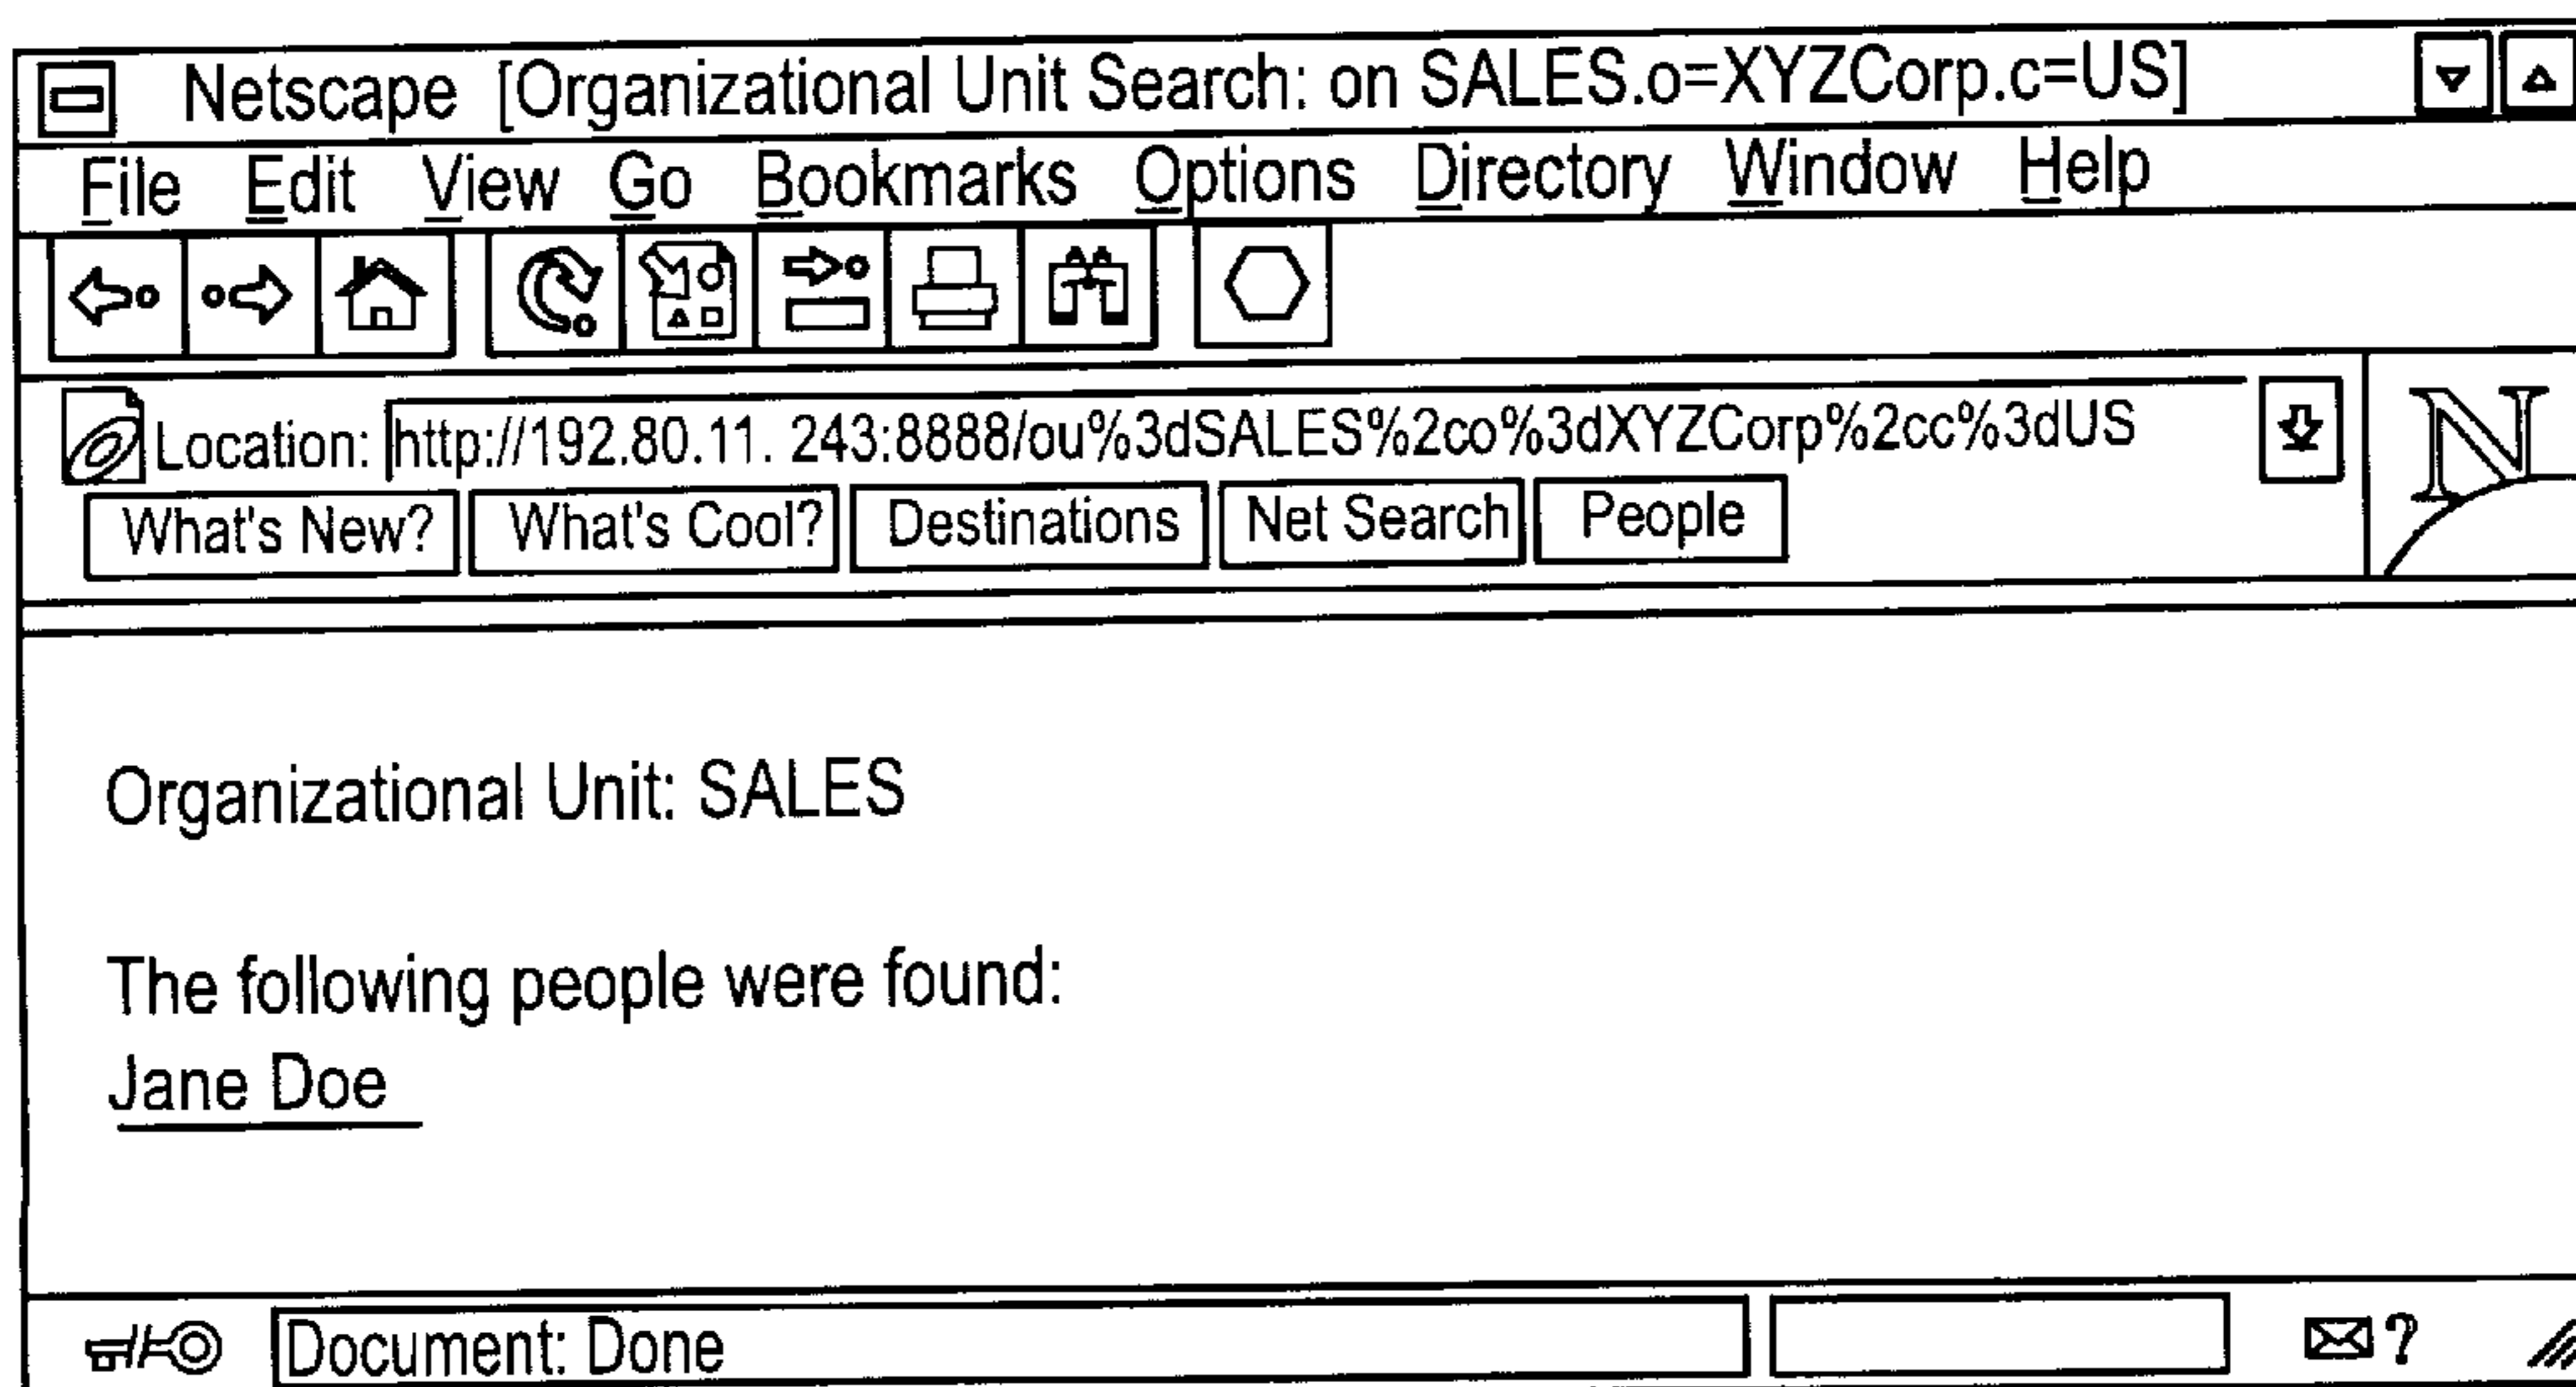 Netscape [Organizational Unit Search: on SALES.o=XYZCorp.c=US]
File Edit View Go Bookmarks Options Directory Window Help
Location: http://192.80.11. 243:8888/ou%3dSALES%2co%3dXYZCorp%2cc%3dUS
N
What's New? What's Cool? Destinations Net Search People
Organizational Unit: SALES
The following people were found:
Jane Doe
Document: Done
?